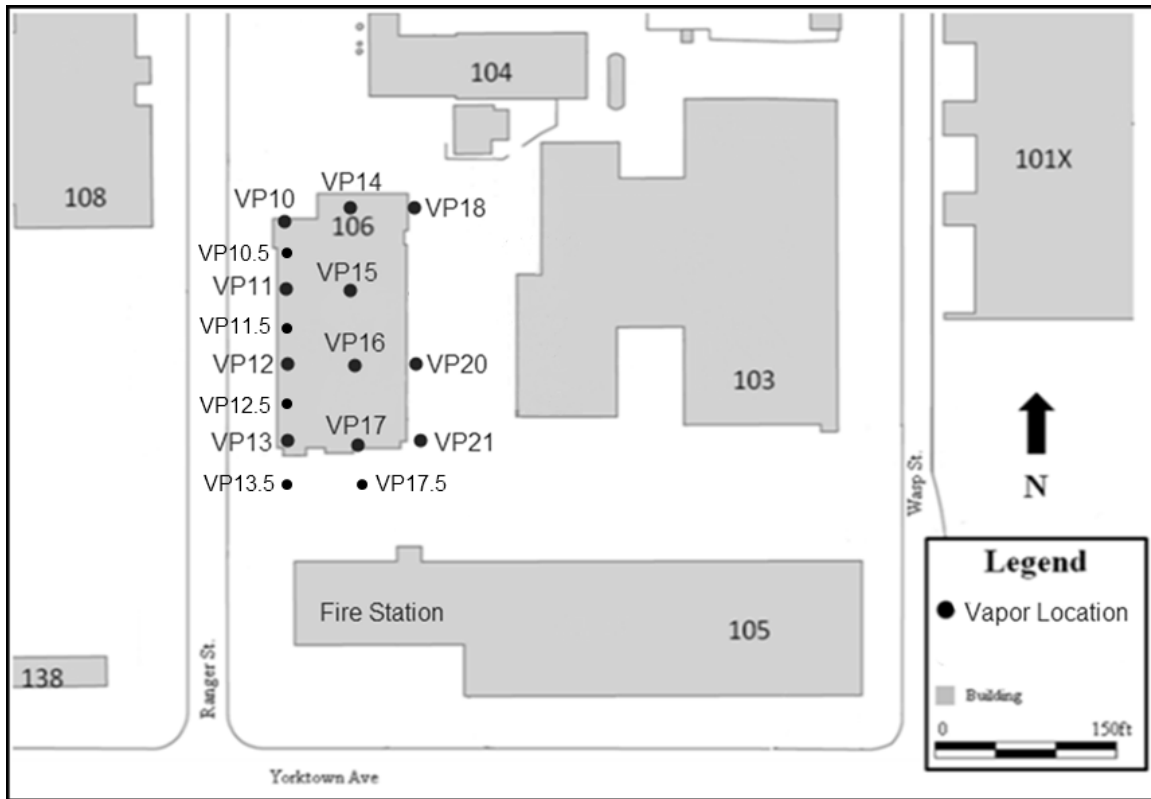 104
101X
108
VP14
VP10
VP18
106
VP10.5
VP15
VP11
VP11.5
VP16
VP12
VP20
103
VP12.5
VP17
VP13
VP21
VP13.5
VP17.5
Wasp St.
N
Legend
Vapor Location
Fire Station
105
138
Ranger St.
Building
0 150ft
Yorktown Ave